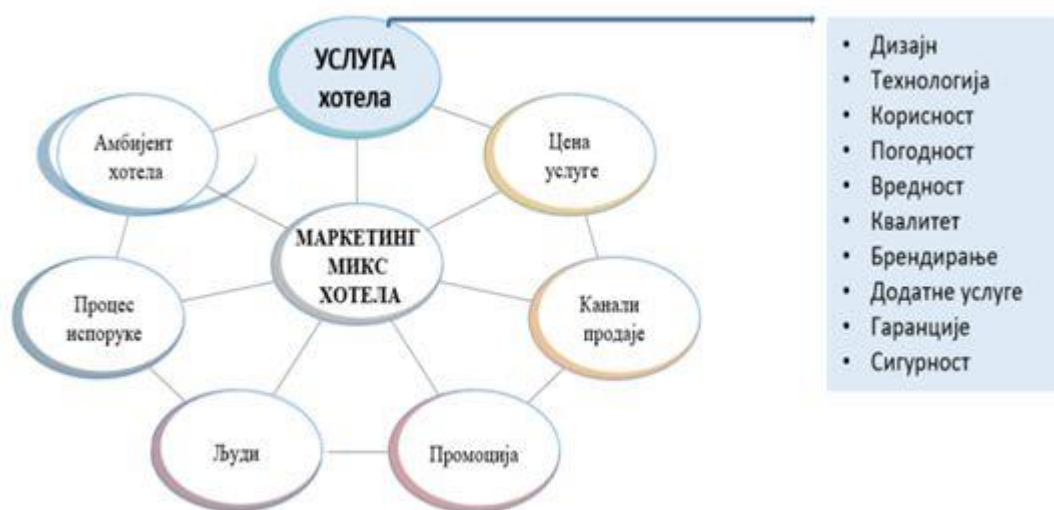 УСЛУГА
хотела
Амбијент
хотела
Цена
услуге
МАРКЕТИНГ
МИКС
ХОТЕЛА
Процес
испоруке
Канали
продаје
Људи
Промоција
• Дизајн
• Технологија
• Корисност
• Погодност
• Вредност
• Квалитет
• Брендирање
• Додатне услуге
• Гаранције
• Сигурност